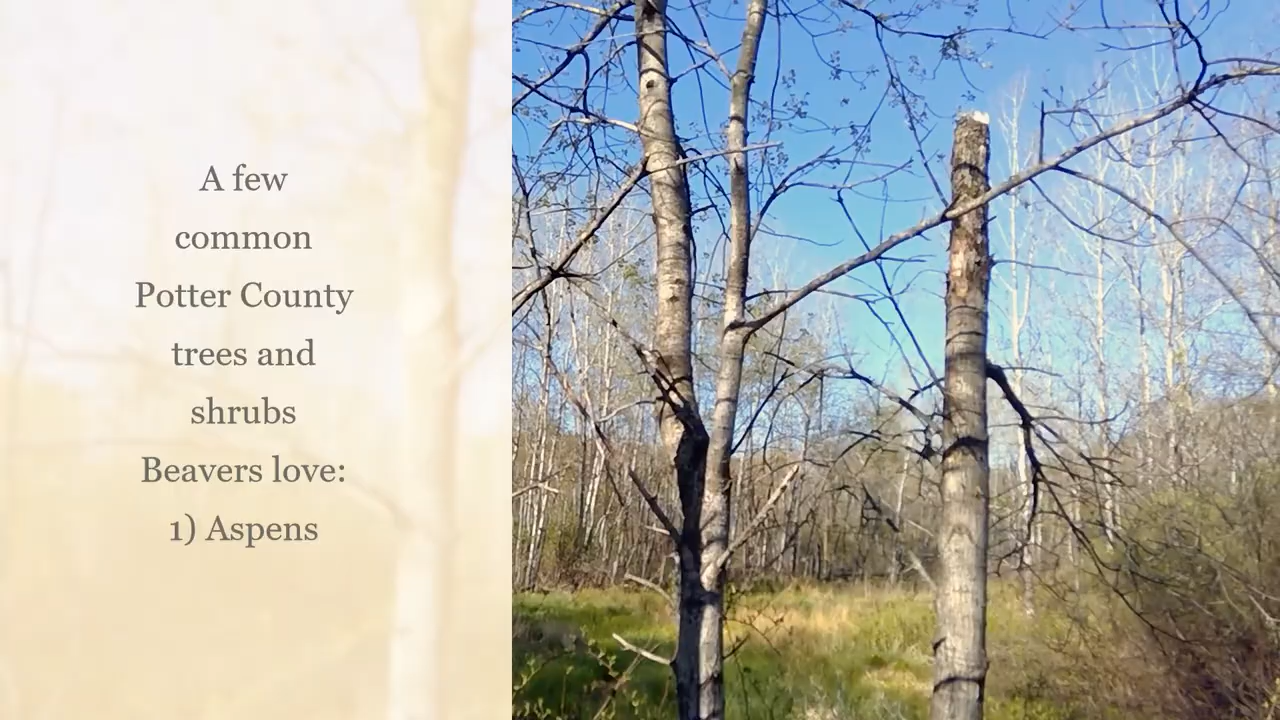 A few
common
Potter County
trees and
shrubs
Beavers love:
1) Aspens